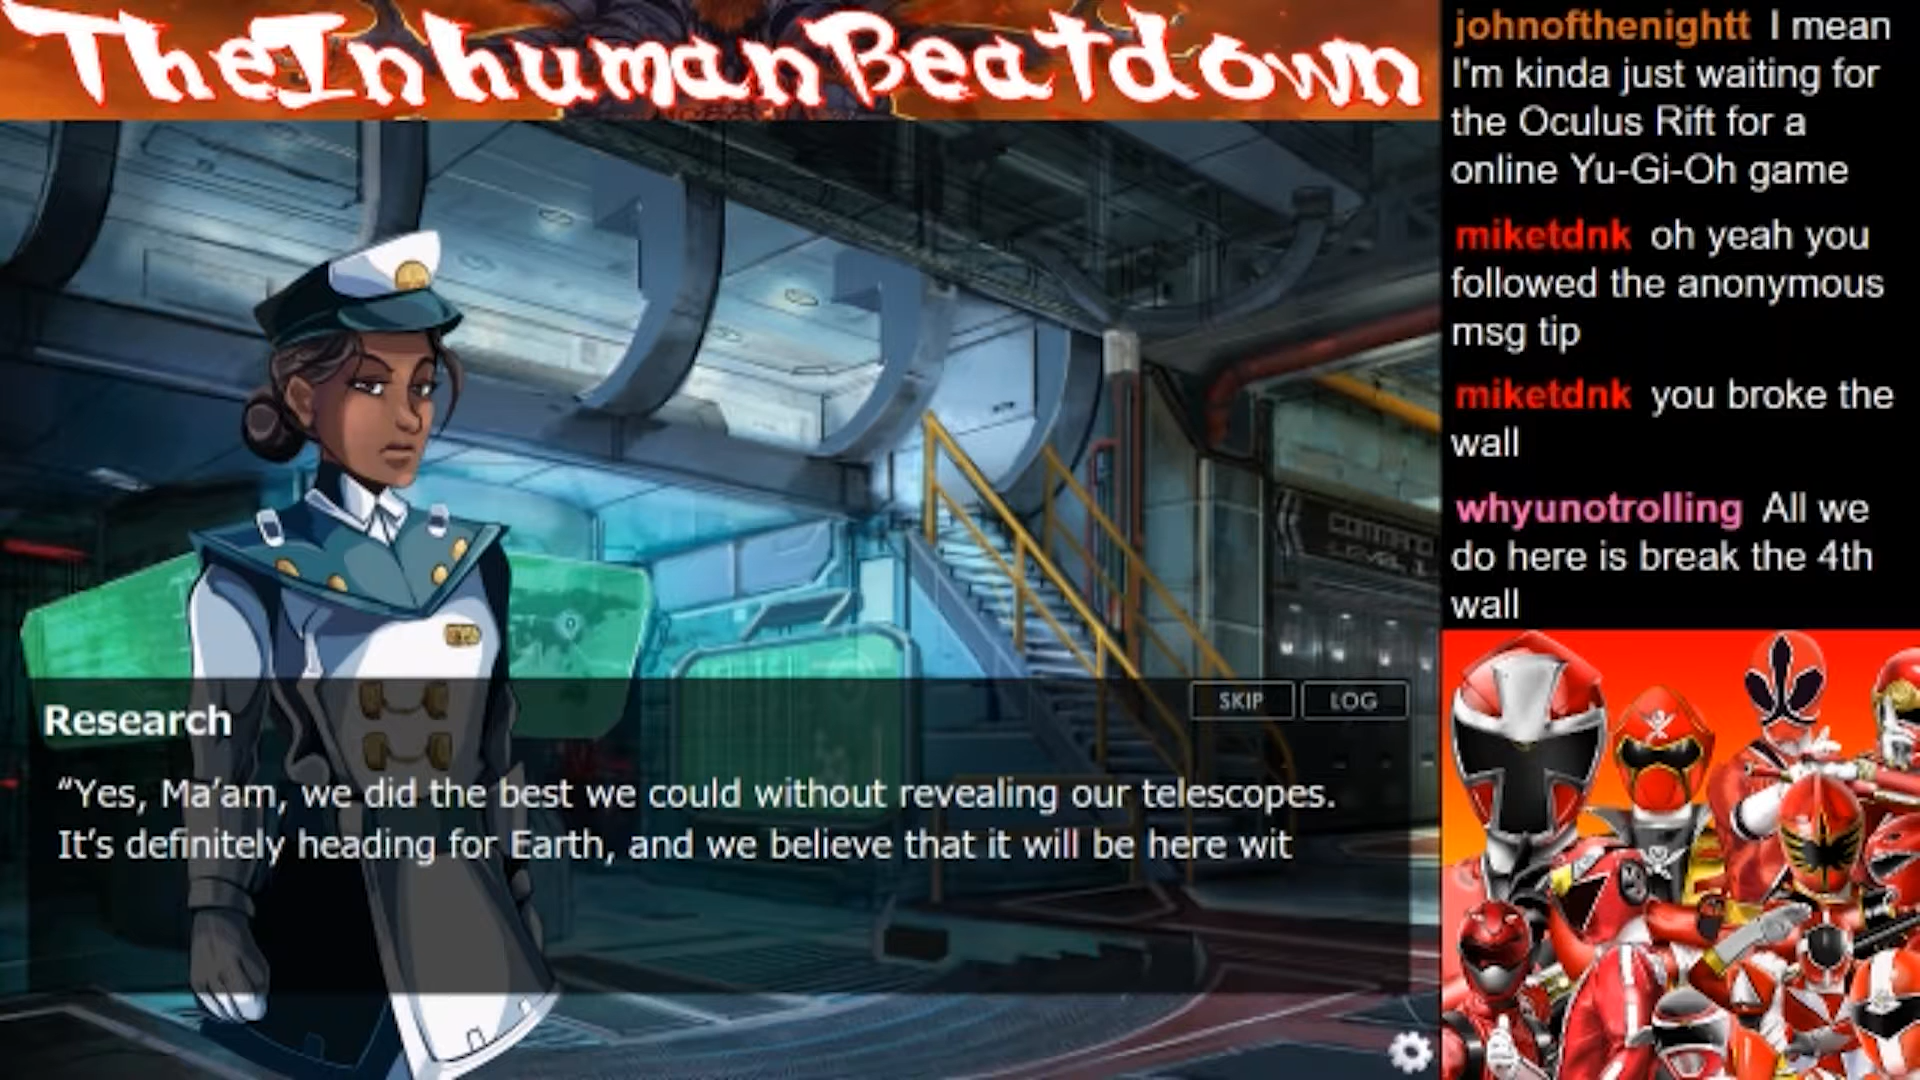 TheInhumanBeatdown
johnofthenightt I mean
I'm kinda just waiting for
the Oculus Rift for a
online Yu-Gi-Oh game
miketdnk oh yeah you
followed the anonymous
msg tip
miketdnk you broke the
wall
whyunotrolling All we
do here is break the 4th
wall
COMMAND
LEVEL 1
SKIP LOG
Research
“Yes, Ma’am, we did the best we could without revealing our telescopes.
It’s definitely heading for Earth, and we believe that it will be here wit